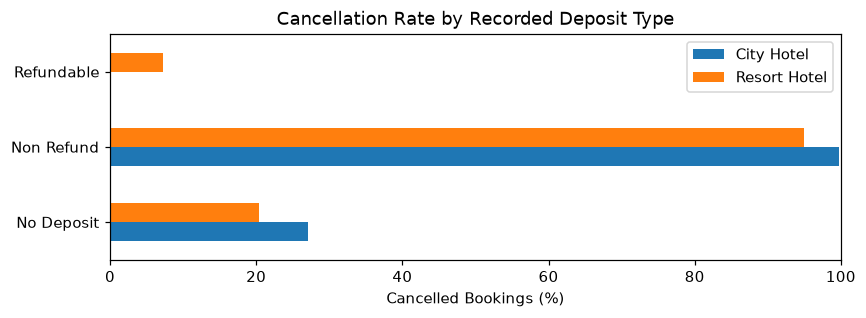 Cancellation Rate by Recorded Deposit Type
City Hotel
Resort Hotel
Refundable
Non Refund
No Deposit
0 20 40 60 80 100
Cancelled Bookings (%)